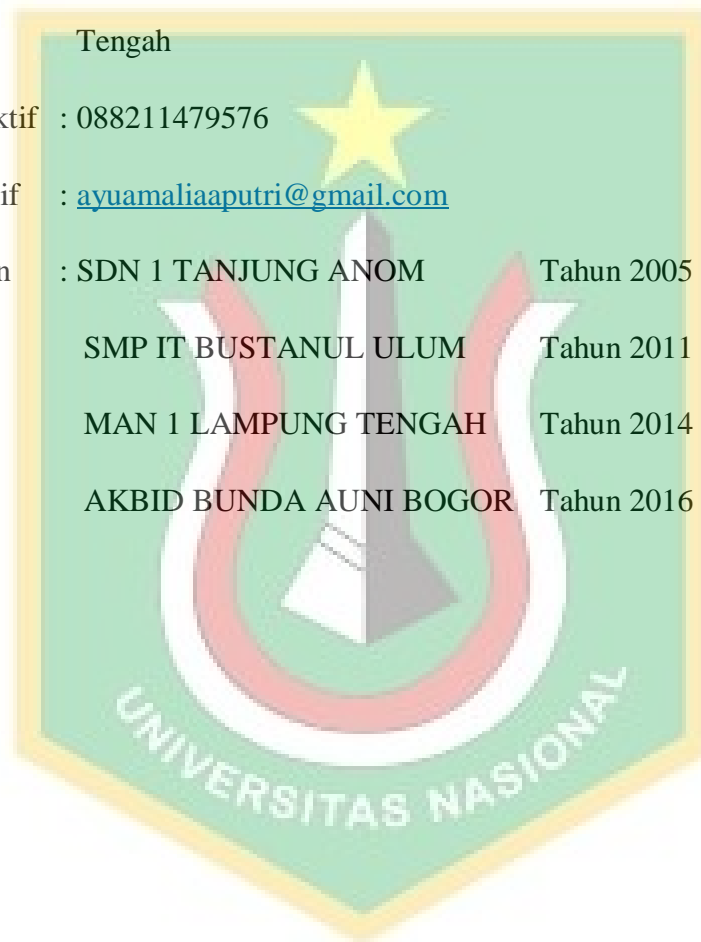 Tengah
ktif : 088211479576
if : ayuamaliaaputri@gmail.com
n : SDN 1 TANJUNG ANOM Tahun 2005
SMP IT BUSTANUL ULUM Tahun 2011
MAN 1 LAMPUNG TENGAH Tahun 2014
AKBID BUNDA AUNI BOGOR Tahun 2016
UNIVERSITAS NASIONAL